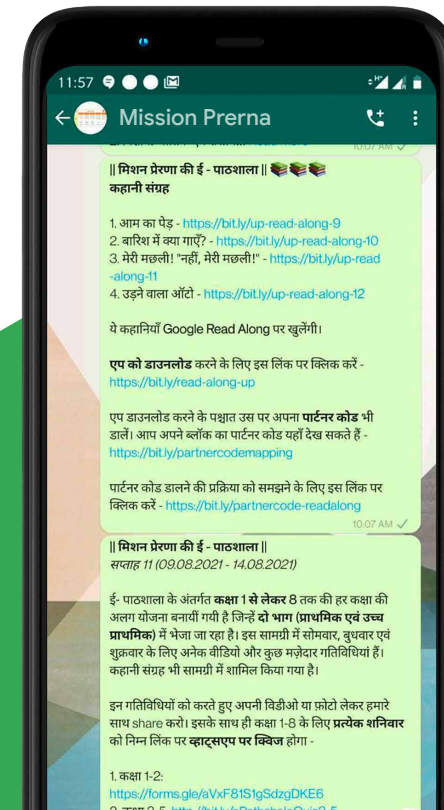 11:57
Mission Prerna
10:07 AM
|| मिशन प्रेरणा की ई - पाठशाला || 📚📚📚
कहानी संग्रह
1. आम का पेड़ - https://bit.ly/up-read-along-9
2. बारिश में क्या गाएँ? - https://bit.ly/up-read-along-10
3. मेरी मछली! "नहीं, मेरी मछली!" - https://bit.ly/up-read
-along-11
4. उड़ने वाला ऑटो - https://bit.ly/up-read-along-12
ये कहानियाँ Google Read Along पर खुलेंगी।
एप को डाउनलोड करने के लिए इस लिंक पर क्लिक करें -
https://bit.ly/read-along-up
एप डाउनलोड करने के पश्चात उस पर अपना पार्टनर कोड भी
डालें। आप अपने ब्लॉक का पार्टनर कोड यहाँ देख सकते हैं -
https://bit.ly/partnercodemapping
पार्टनर कोड डालने की प्रक्रिया को समझने के लिए इस लिंक पर
क्लिक करें - https://bit.ly/partnercode-readalong
10:07 AM
|| मिशन प्रेरणा की ई - पाठशाला ||
सप्ताह 11 (09.08.2021 - 14.08.2021)
ई- पाठशाला के अंतर्गत कक्षा 1 से लेकर 8 तक की हर कक्षा की
अलग योजना बनायीं गयी है जिन्हें दो भाग (प्राथमिक एवं उच्च
प्राथमिक) में भेजा जा रहा है। इस सामग्री में सोमवार, बुधवार एवं
शुक्रवार के लिए अनेक वीडियो और कुछ मज़ेदार गतिविधियां हैं।
कहानी संग्रह भी सामग्री में शामिल किया गया है।
इन गतिविधियों को करते हुए अपनी विडीओ या फ़ोटो लेकर हमारे
साथ share करो। इसके साथ ही कक्षा 1-8 के लिए प्रत्येक शनिवार
को निम्न लिंक पर व्हाट्सएप पर क्विज होगा -
1. कक्षा 1-2:
https://forms.gle/aVxF81S1gSdzgDKE6